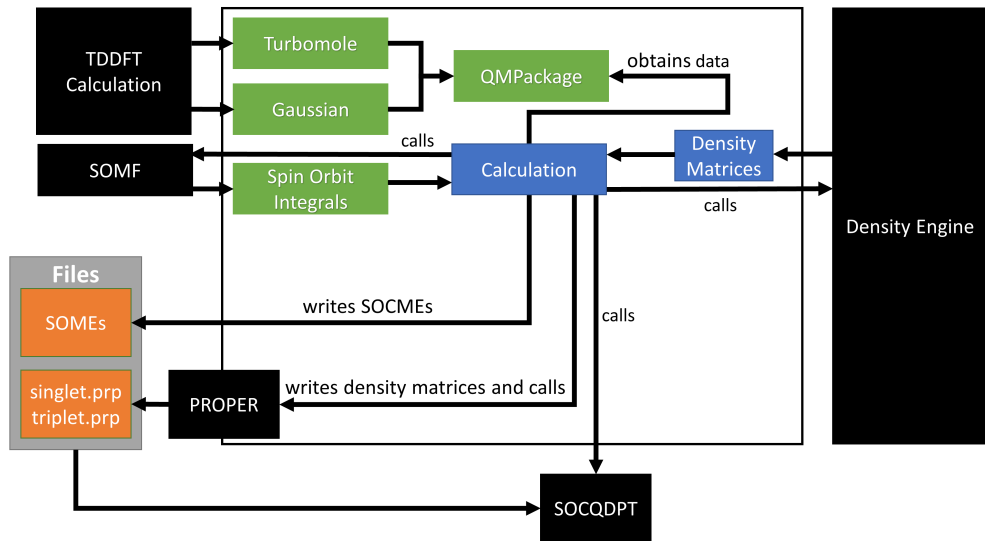 TDDFT
Calculation
Turbomole
Gaussian
QMPackage
obtains data
calls
SOMF
Spin Orbit
Integrals
Calculation
Density
Matrices
calls
Density Engine
Files
SOMEs
writes SOCMEs
calls
singlet.prp
triplet.prp
PROPER
writes density matrices and calls
SOCQDPT